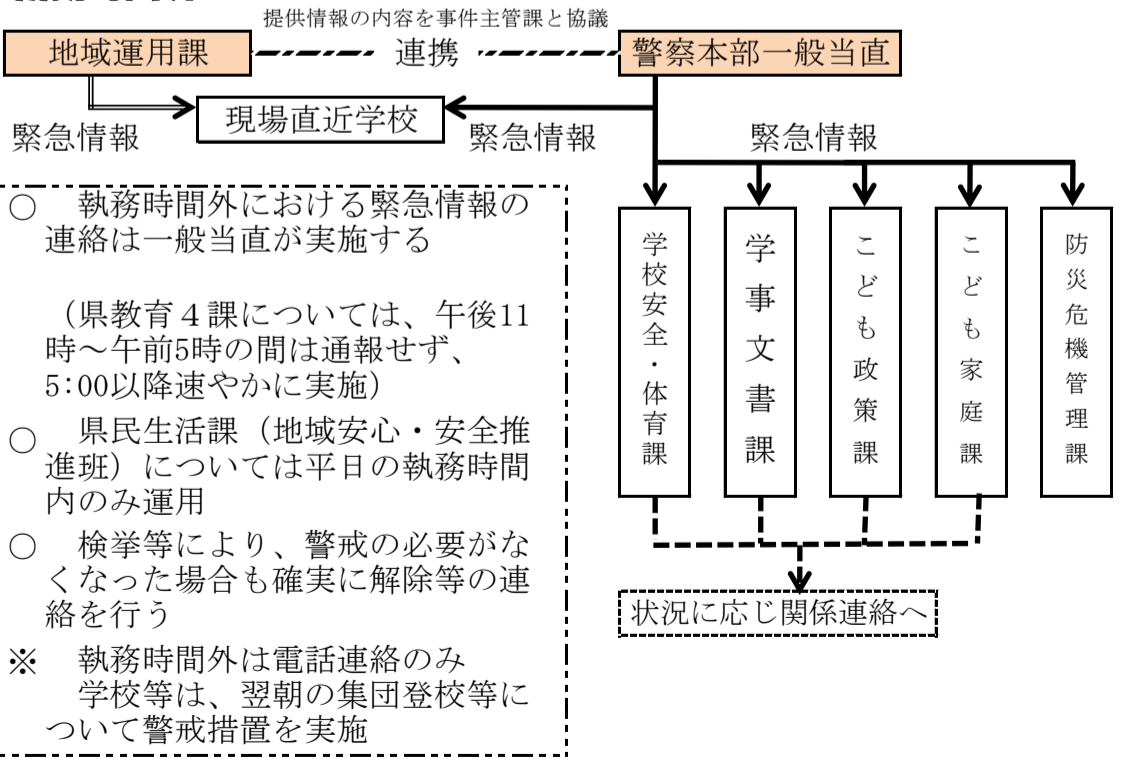 提供情報の内容を事件主管課と協議
地域運用課
連携
警察本部一般当直
現場直近学校
緊急情報
緊急情報
緊急情報
○　執務時間外における緊急情報の
連絡は一般当直が実施する
（県教育４課については、午後11
時～午前5時の間は通報せず、
5:00以降速やかに実施）
○　県民生活課（地域安心・安全推
進班）については平日の執務時間
内のみ運用
○　検挙等により、警戒の必要がな
くなった場合も確実に解除等の連
絡を行う
※　執務時間外は電話連絡のみ
学校等は、翌朝の集団登校等に
ついて警戒措置を実施
学校安全・体育課
学事文書課
こども政策課
こども家庭課
防災危機管理課
状況に応じ関係連絡へ